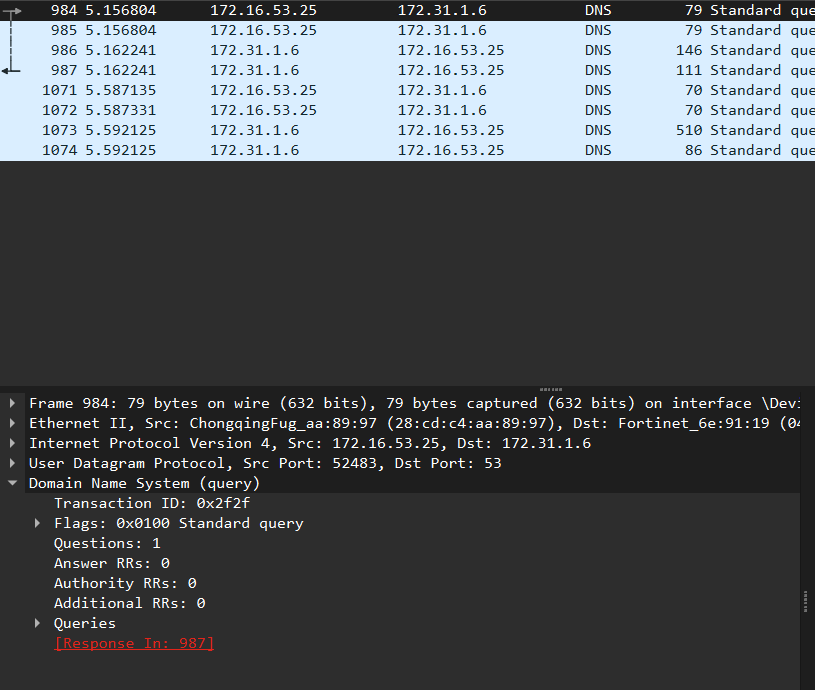 984 5.156804 172.16.53.25 172.31.1.6 DNS 79 Standard que
985 5.156804 172.16.53.25 172.31.1.6 DNS 79 Standard que
986 5.162241 172.31.1.6 172.16.53.25 DNS 146 Standard que
987 5.162241 172.31.1.6 172.16.53.25 DNS 111 Standard que
1071 5.587135 172.16.53.25 172.31.1.6 DNS 70 Standard que
1072 5.587331 172.16.53.25 172.31.1.6 DNS 70 Standard que
1073 5.592125 172.31.1.6 172.16.53.25 DNS 510 Standard que
1074 5.592125 172.31.1.6 172.16.53.25 DNS 86 Standard que
Frame 984: 79 bytes on wire (632 bits), 79 bytes captured (632 bits) on interface \Devi
Ethernet II, Src: ChongqingFug_aa:89:97 (28:cd:c4:aa:89:97), Dst: Fortinet_6e:91:19 (04
Internet Protocol Version 4, Src: 172.16.53.25, Dst: 172.31.1.6
User Datagram Protocol, Src Port: 52483, Dst Port: 53
Domain Name System (query)
Transaction ID: 0x2f2f
Flags: 0x0100 Standard query
Questions: 1
Answer RRs: 0
Authority RRs: 0
Additional RRs: 0
Queries
[Response In: 987]